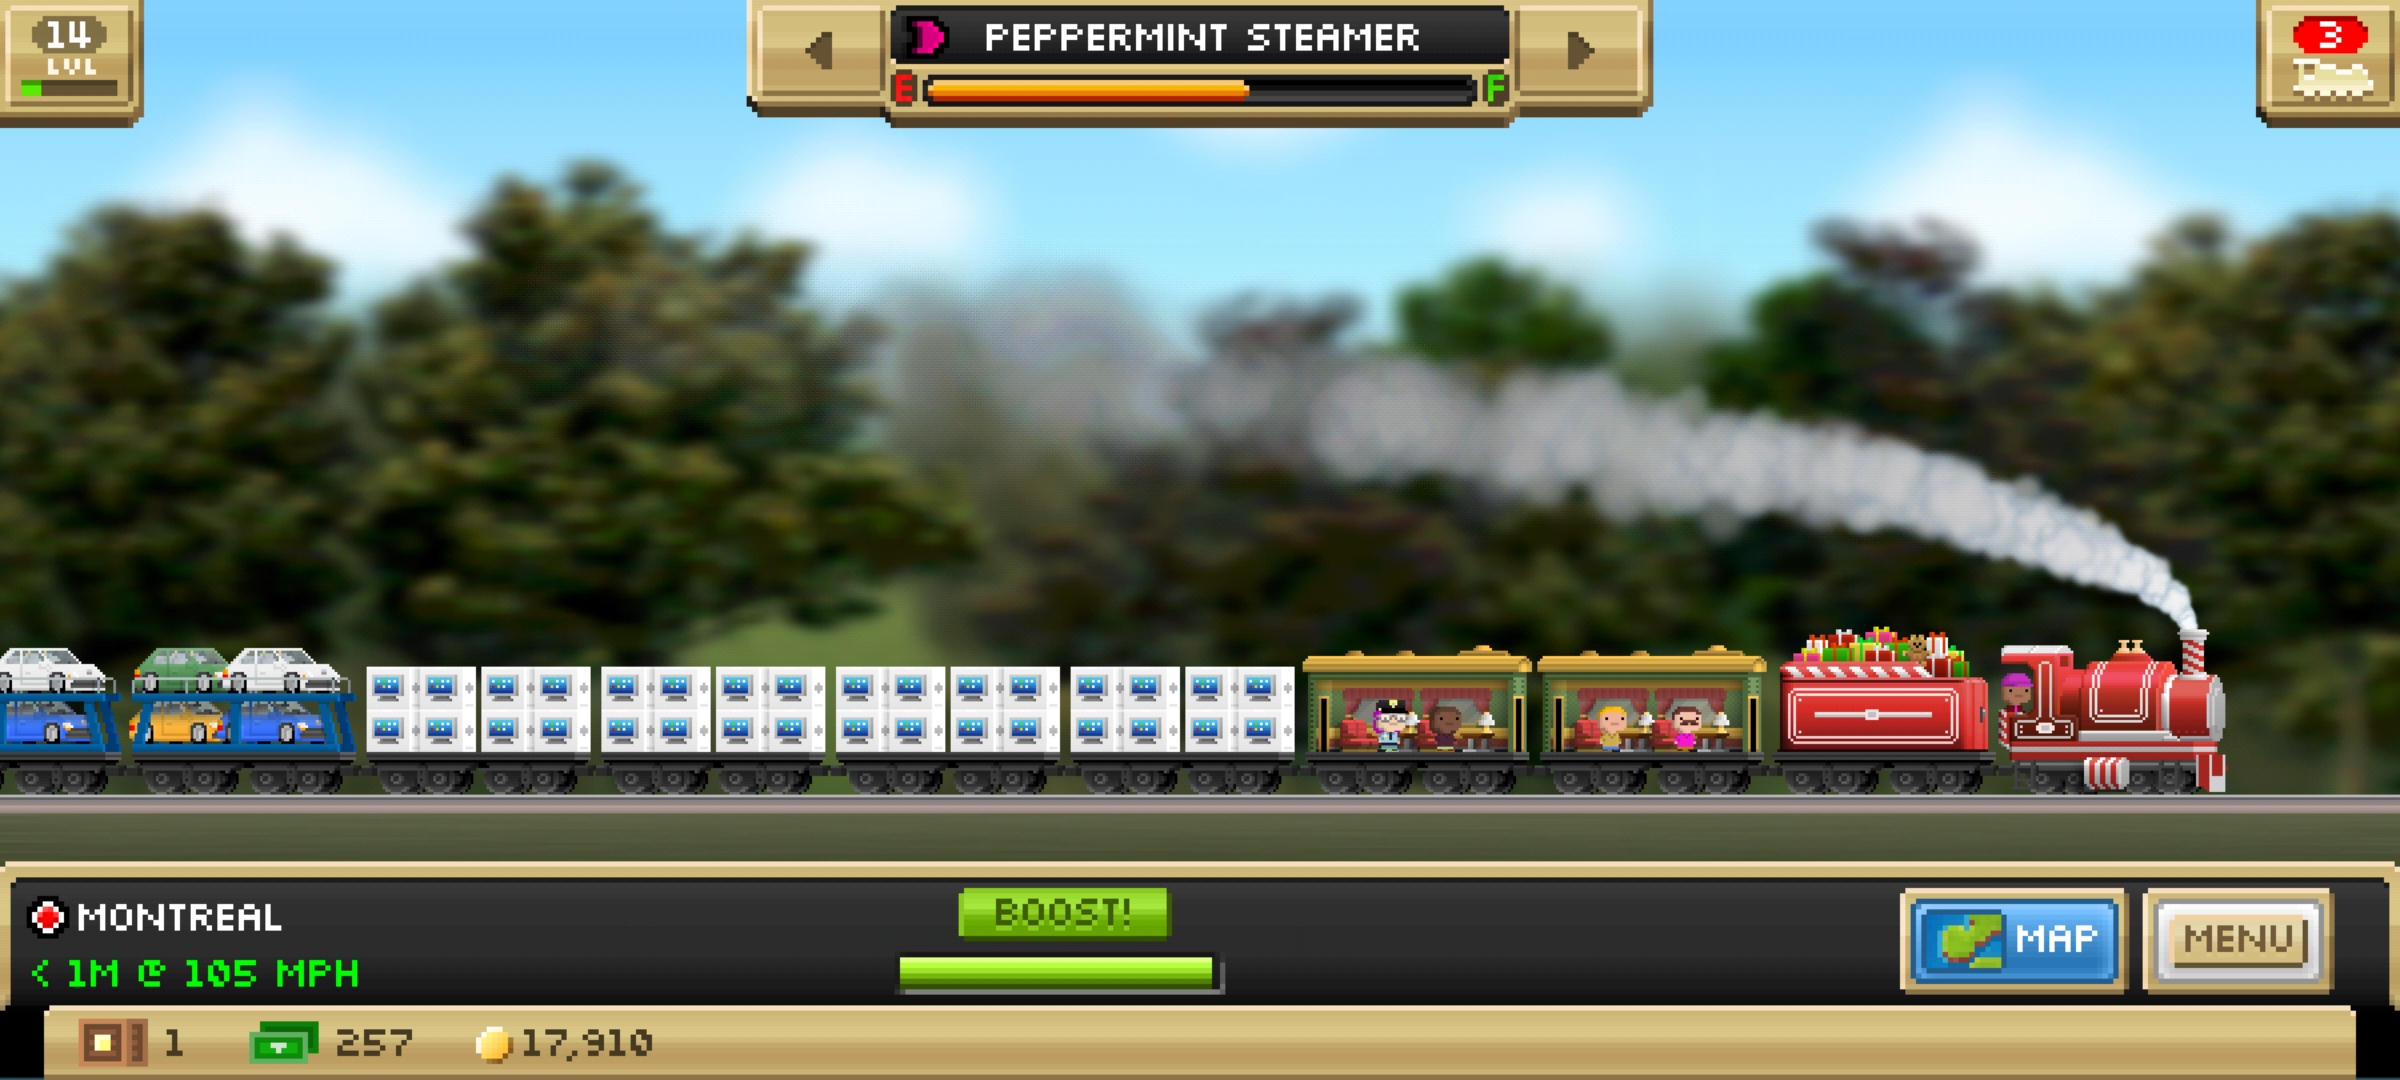 14
LVL
PEPPERMINT STEAMER
E F
3
MONTREAL
< 1M @ 105 MPH
BOOST!
MAP
MENU
1 257 17,910